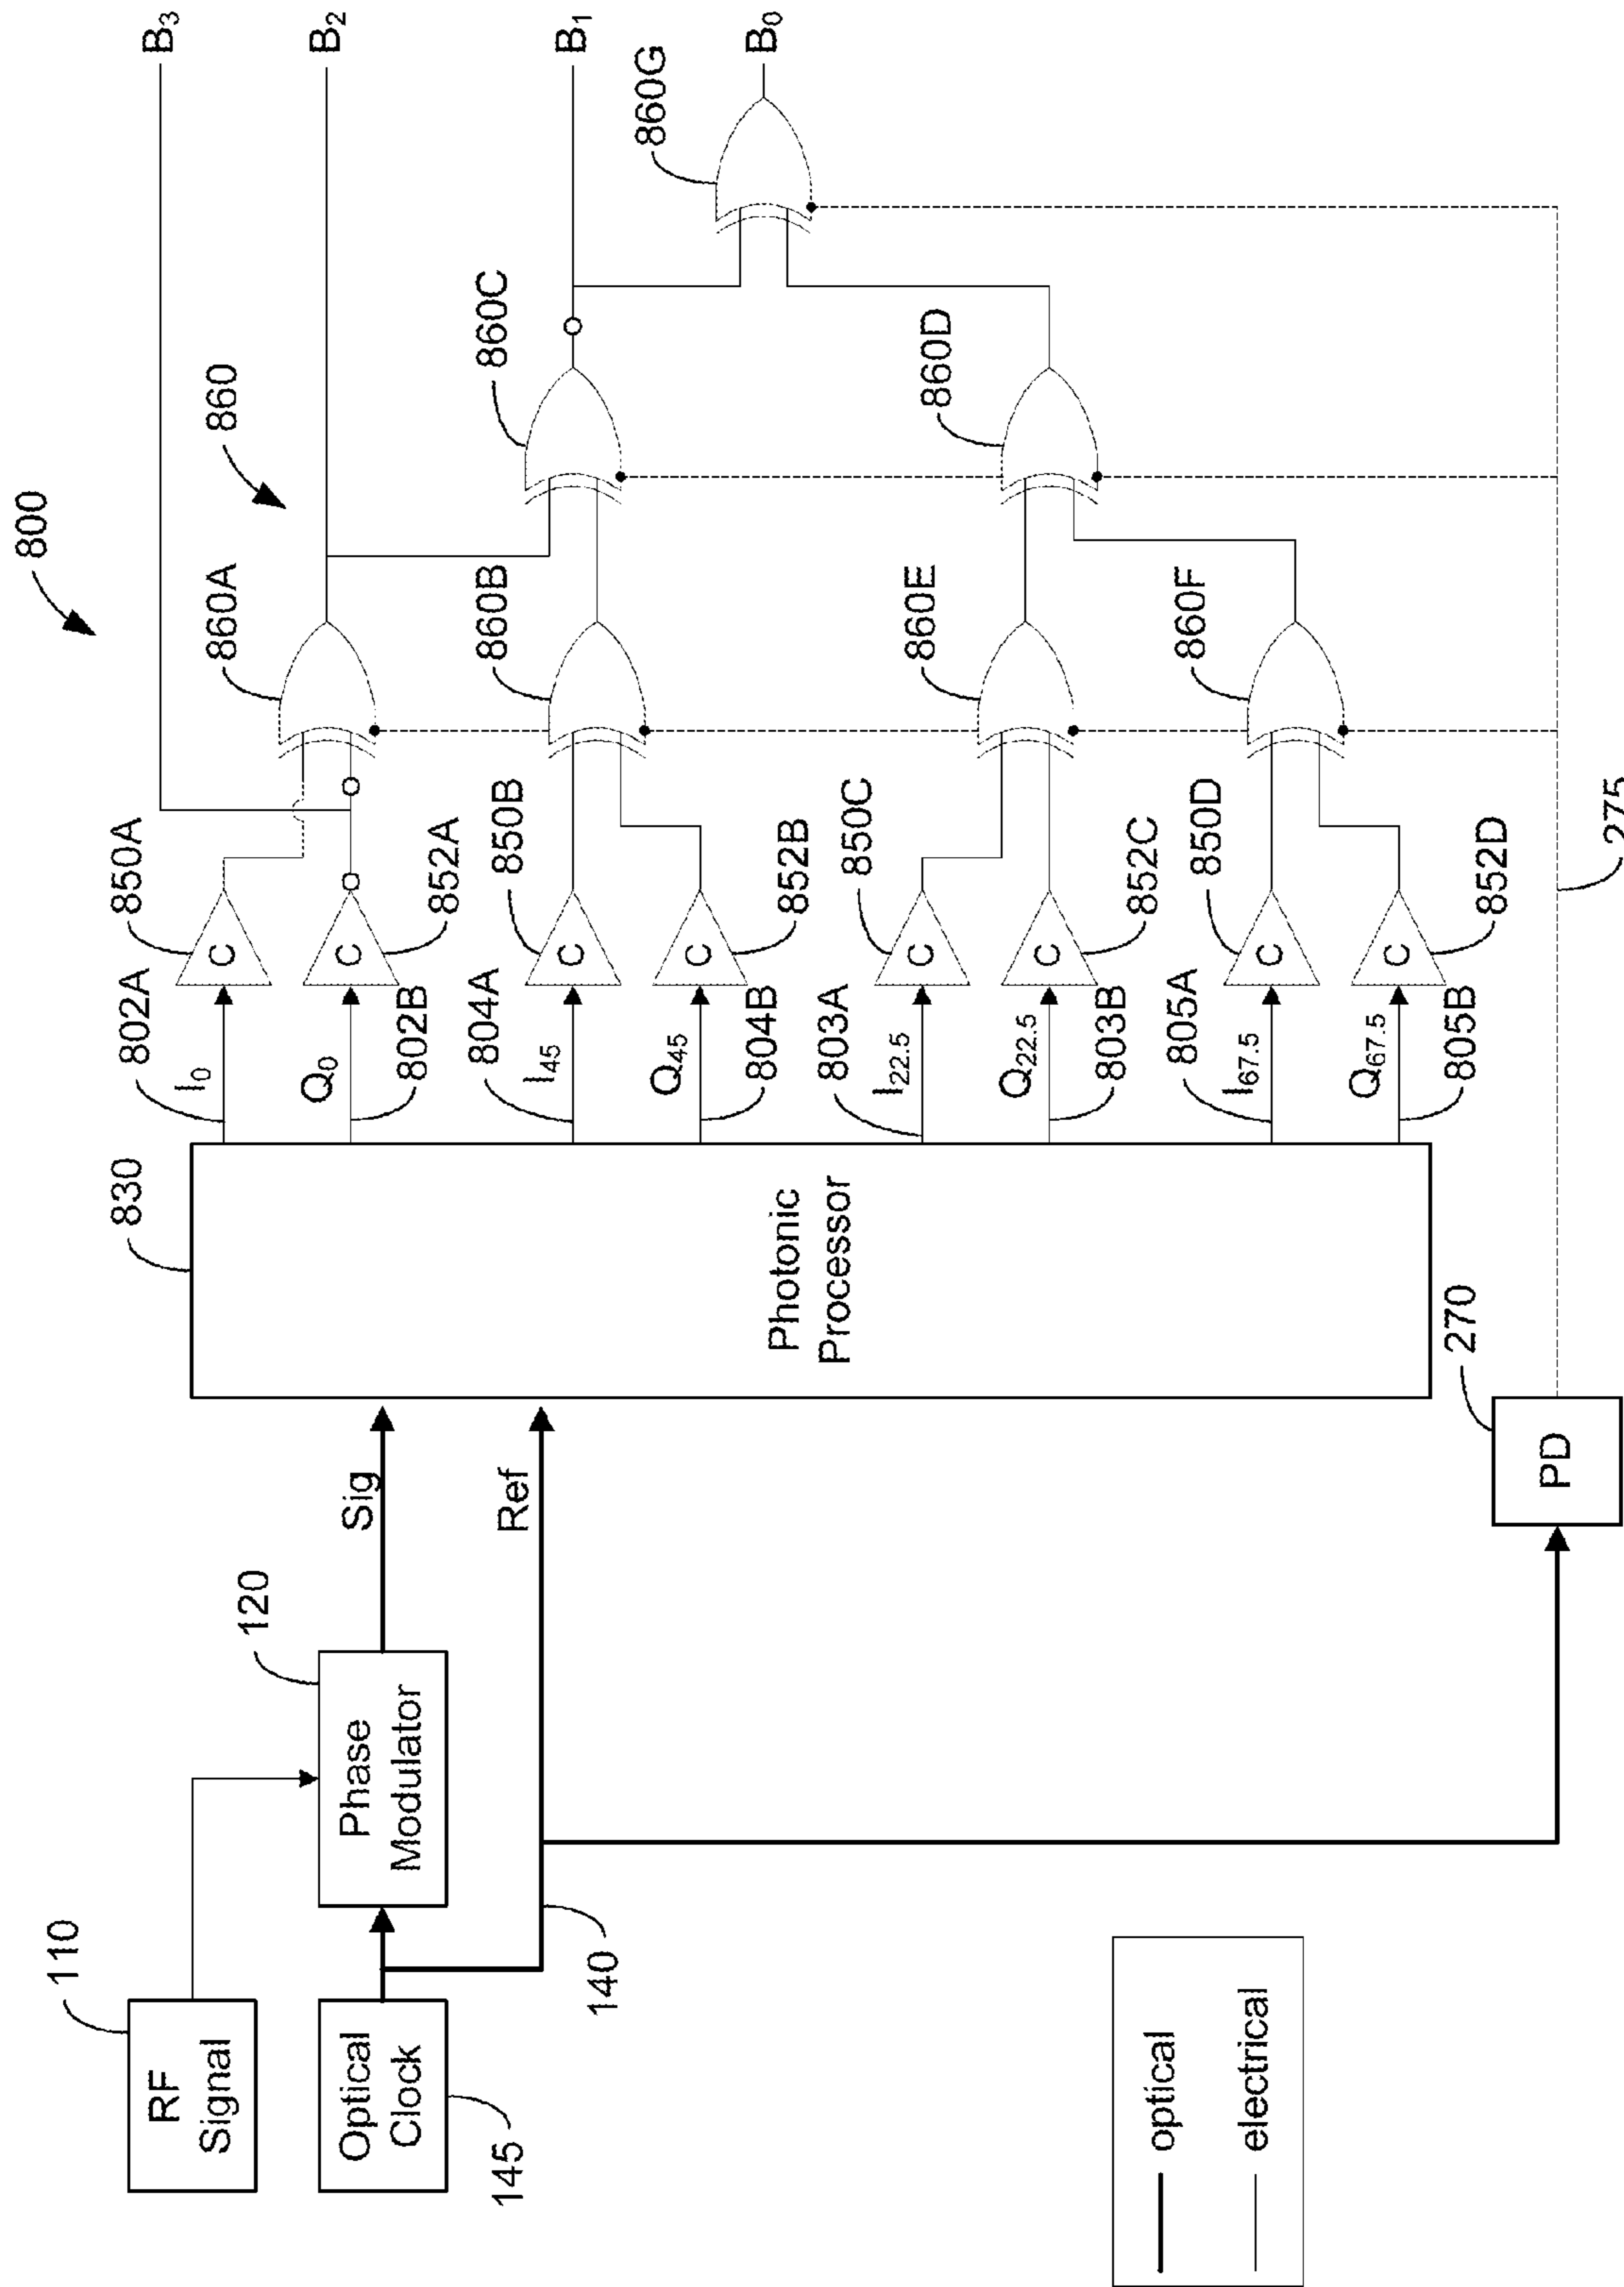 800
110
RF
Signal
Optical
Clock
145
120
Phase
Modulator
140
Sig
Ref
830
Photonic
Processor
270
PD
275
802A
I0
Q0
802B
804A
I45
Q45
804B
803A
I22.5
Q22.5
803B
805A
I67.5
Q67.5
805B
850A
C
C
852A
850B
C
C
852B
850C
C
C
852C
850D
C
C
852D
860A
860B
860E
860F
860
860C
860D
860G
B3
B2
B1
B0
optical
electrical